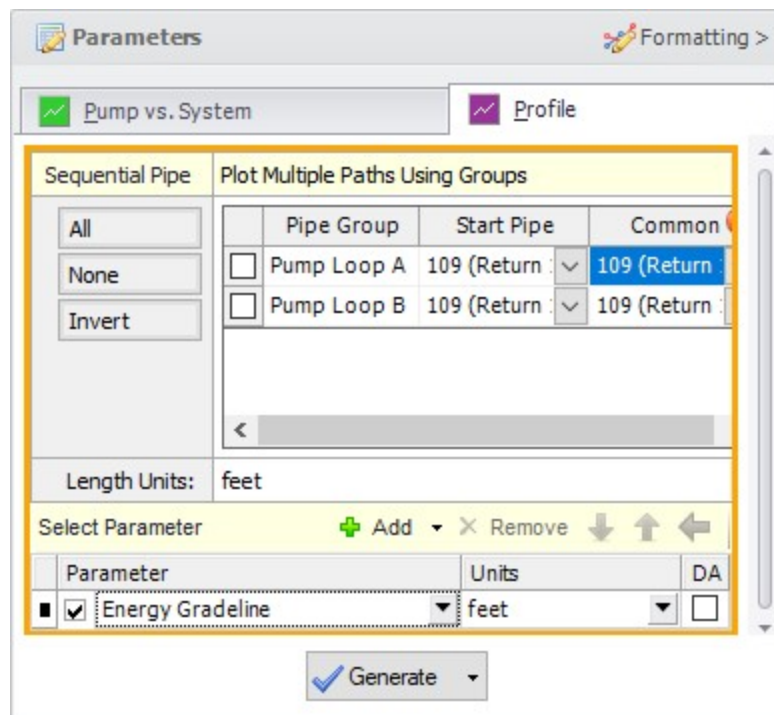 Parameters
Formatting >
Pump vs. System
Profile
Sequential Pipe
Plot Multiple Paths Using Groups
All
None
Invert
Pipe Group Start Pipe Common
Pump Loop A 109 (Return 109 (Return
Pump Loop B 109 (Return 109 (Return
Length Units: feet
Select Parameter Add Remove
Parameter Units DA
Energy Gradeline feet
Generate